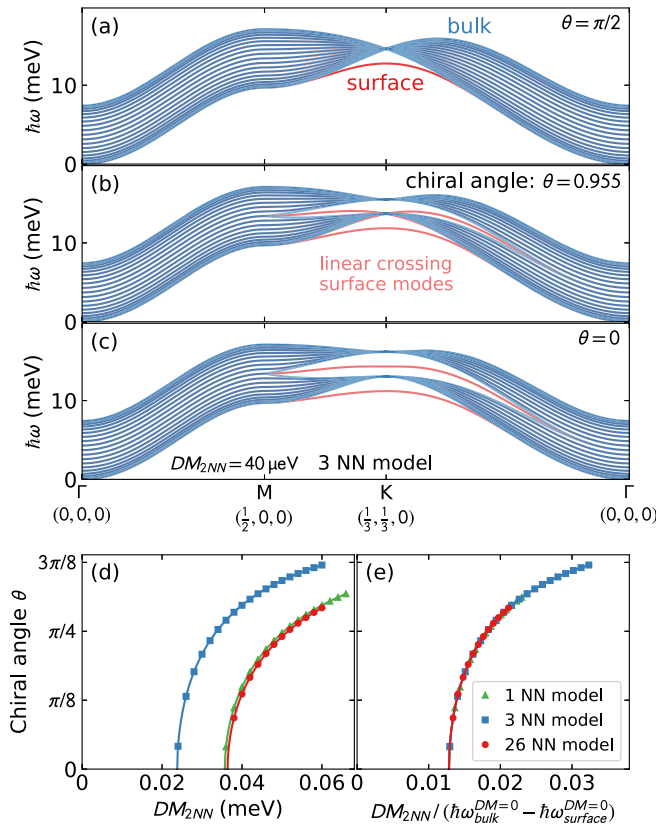 (a)
bulk
θ = π/2
surface
ħω (meV)
10
0
(b)
chiral angle: θ = 0.955
linear crossing
surface modes
ħω (meV)
10
0
(c)
θ = 0
ħω (meV)
10
0
DM2NN = 40 μeV 3 NN model
Γ M K Γ
(0, 0, 0) (1/2, 0, 0) (1/3, 1/3, 0) (0, 0, 0)
(d)
Chiral angle θ
3π/8
π/4
π/8
0
0 0.02 0.04 0.06
DM2NN (meV)
(e)
1 NN model
3 NN model
26 NN model
0 0.01 0.02 0.03
DM2NN / (ħω^DM=0_bulk − ħω^DM=0_surface)